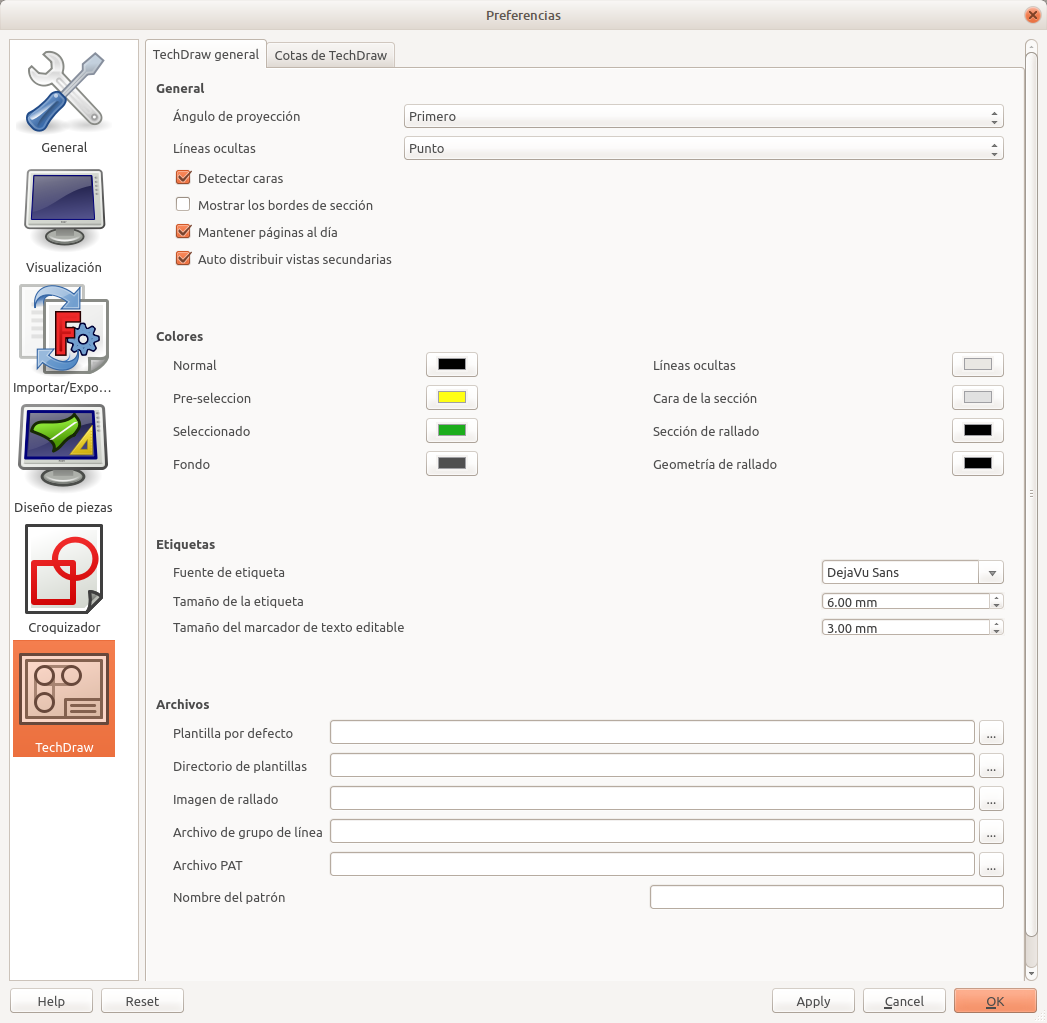 Preferencias
General
Visualización
Importar/Expo...
Diseño de piezas
Croquizador
TechDraw
TechDraw general
Cotas de TechDraw
General
Ángulo de proyección
Primero
Líneas ocultas
Punto
Detectar caras
Mostrar los bordes de sección
Mantener páginas al día
Auto distribuir vistas secundarias
Colores
Normal
Líneas ocultas
Pre-seleccion
Cara de la sección
Seleccionado
Sección de rallado
Fondo
Geometría de rallado
Etiquetas
Fuente de etiqueta
DejaVu Sans
Tamaño de la etiqueta
6.00 mm
Tamaño del marcador de texto editable
3.00 mm
Archivos
Plantilla por defecto
...
Directorio de plantillas
...
Imagen de rallado
...
Archivo de grupo de línea
...
Archivo PAT
...
Nombre del patrón
Help
Reset
Apply
Cancel
OK